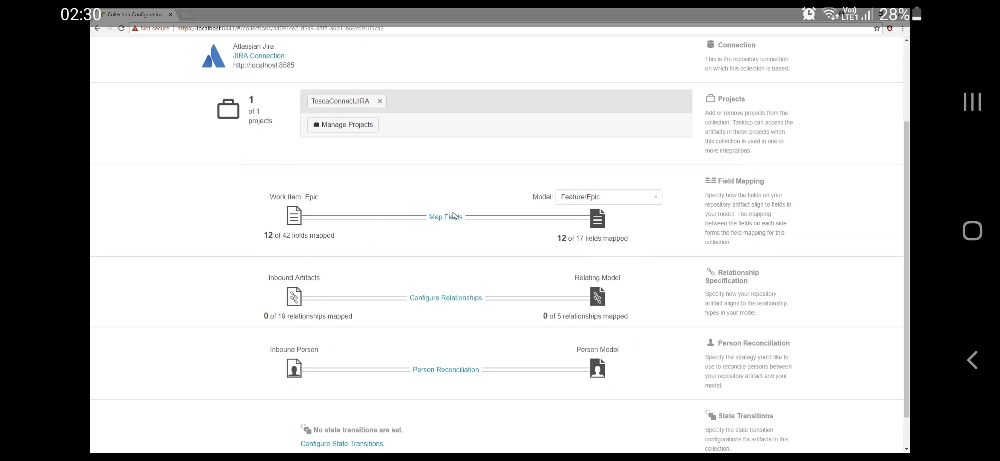 02:30
Collection Configuration
28%
Vo))
LTE1
Not secure | https://localhost:8443/#/collections/a4091ce2-d5a9-48f8-a6b1-b66cd9185ca6
Atlassian Jira
JIRA Connection
http://localhost:8585
Connection
This is the repository connection
on which this collection is based.
1
of 1
projects
ToscaConnectJIRA
Manage Projects
Projects
Add or remove projects from the
collection. Tasktop can access the
artifacts in these projects when
this collection is used in one or
more integrations.
Work Item: Epic
Model: Feature/Epic
Map Fields
12 of 42 fields mapped
12 of 17 fields mapped
Field Mapping
Specify how the fields on your
repository artifact align to fields in
your model. The mapping
between the fields on each side
forms the field mapping for this
collection.
Inbound Artifacts
Relating Model
Configure Relationships
0 of 19 relationships mapped
0 of 5 relationships mapped
Relationship
Specification
Specify how your repository
artifact aligns to the relationship
types in your model.
Inbound Person
Person Model
Person Reconciliation
Person Reconciliation
Specify the strategy you'd like to
use to reconcile persons between
your repository artifact and your
model.
No state transitions are set.
Configure State Transitions
State Transitions
Specify the state transition
configurations for artifacts in this
collection.